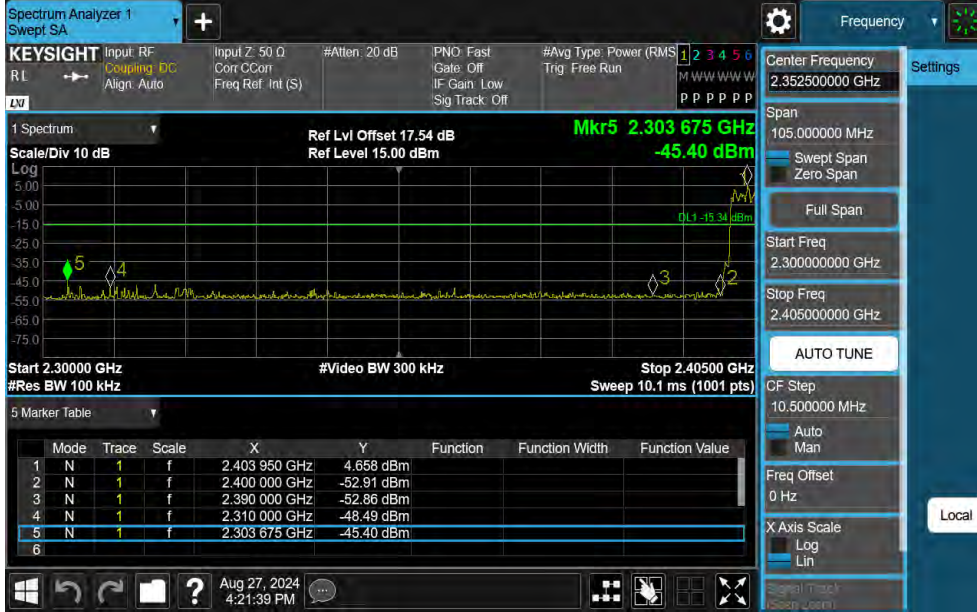 Spectrum Analyzer 1
Swept SA
Frequency
KEYSIGHT
Input: RF
Input Z: 50 Ω
#Atten: 20 dB
PNO: Fast
#Avg Type: Power (RMS
1 2 3 4 5 6
RL
Coupling: DC
Corr CCorr
Gate: Off
Trig: Free Run
M W W W W W
Align: Auto
Freq Ref: Int (S)
IF Gain: Low
Sig Track: Off
P P P P P P
LXI
Center Frequency
2.352500000 GHz
Settings
1 Spectrum
Ref Lvl Offset 17.54 dB
Mkr5 2.303 675 GHz
Scale/Div 10 dB
Ref Level 15.00 dBm
-45.40 dBm
Span
105.000000 MHz
Swept Span
Zero Span
Full Span
Start Freq
2.300000000 GHz
Stop Freq
2.405000000 GHz
AUTO TUNE
CF Step
10.500000 MHz
Auto
Man
Freq Offset
0 Hz
X Axis Scale
Log
Lin
Signal Track
(Span Zoom)
Local
Log
5.00
-5.00
-15.0
DL1 -15.34 dBm
-25.0
-35.0
-45.0
-55.0
-65.0
-75.0
5
4
3
2
1
Start 2.30000 GHz
#Video BW 300 kHz
Stop 2.40500 GHz
#Res BW 100 kHz
Sweep 10.1 ms (1001 pts)
5 Marker Table
Mode Trace Scale X Y Function Function Width Function Value
1 N 1 f 2.403 950 GHz 4.658 dBm
2 N 1 f 2.400 000 GHz -52.91 dBm
3 N 1 f 2.390 000 GHz -52.86 dBm
4 N 1 f 2.310 000 GHz -48.49 dBm
5 N 1 f 2.303 675 GHz -45.40 dBm
6
?
Aug 27, 2024
4:21:39 PM